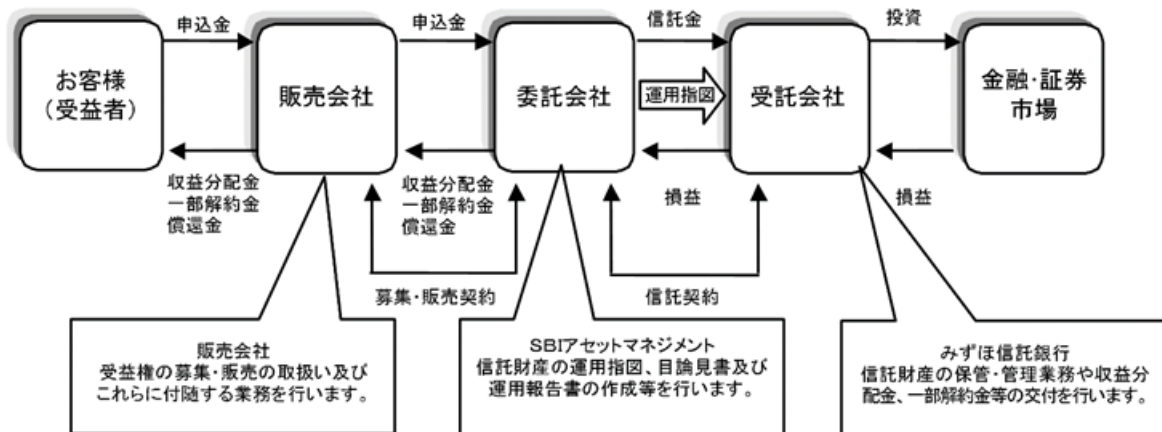 申込金
申込金
信託金
投資
お客様
(受益者)
販売会社
委託会社
運用指図
受託会社
金融・証券
市場
収益分配金
一部解約金
償還金
収益分配金
一部解約金
償還金
損益
損益
募集・販売契約
信託契約
販売会社
受益権の募集・販売の取扱い及び
これらに付随する業務を行います。
SBIアセットマネジメント
信託財産の運用指図、目論見書及び
運用報告書の作成等を行います。
みずほ信託銀行
信託財産の保管・管理業務や収益分
配金、一部解約金等の交付を行います。